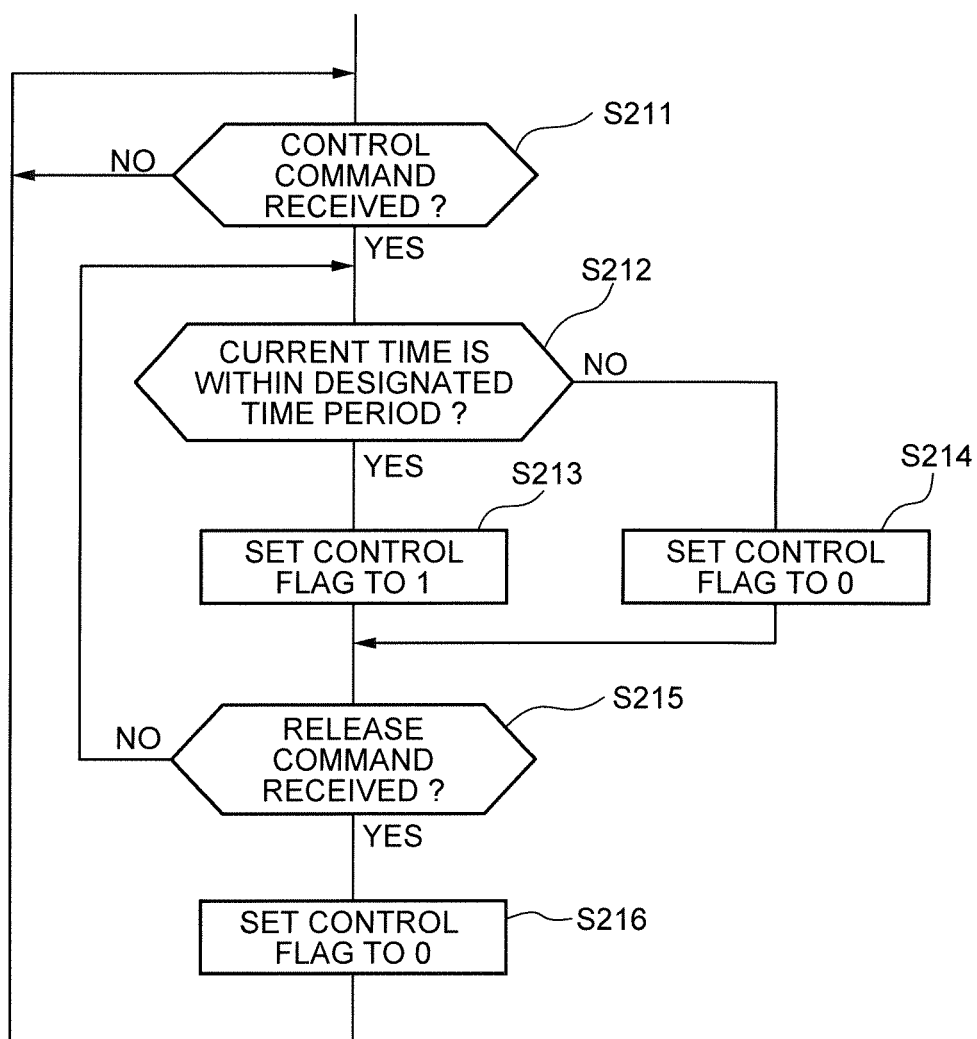 S211
CONTROL
COMMAND
RECEIVED ?
NO
YES
S212
CURRENT TIME IS
WITHIN DESIGNATED
TIME PERIOD ?
NO
YES
S213
S214
SET CONTROL
FLAG TO 1
SET CONTROL
FLAG TO 0
S215
RELEASE
COMMAND
RECEIVED ?
NO
YES
SET CONTROL
FLAG TO 0
S216